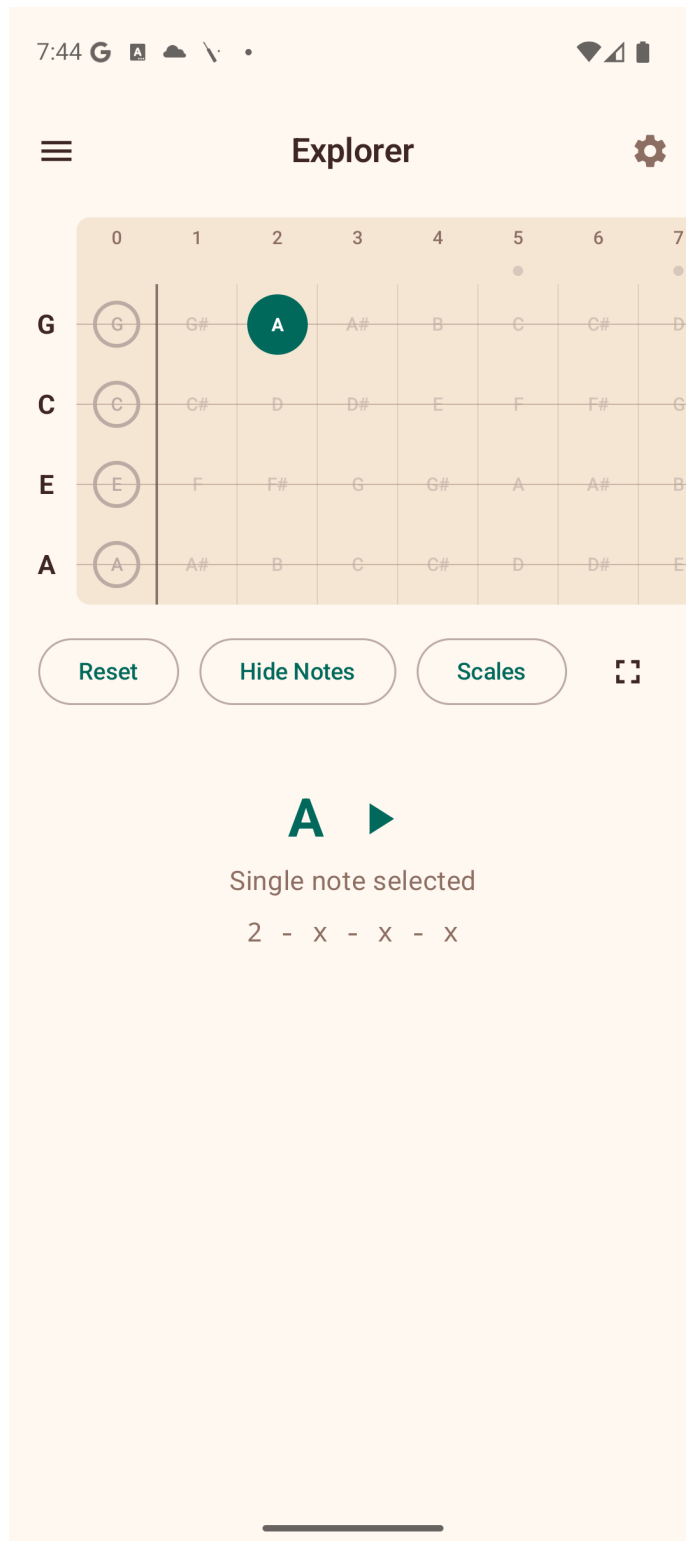 7:44
Explorer
0 1 2 3 4 5 6 7
G G G# A A# B C C# D
C C C# D D# E F F# G
E E F F# G G# A A# B
A A A# B C C# D D# E
Reset Hide Notes Scales
A
Single note selected
2 - x - x - x